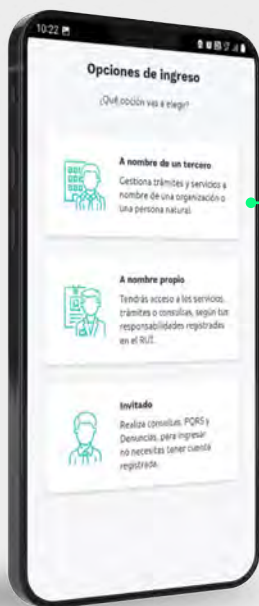 10:22
Opciones de ingreso
¿Qué opción vas a elegir?
A nombre de un tercero
Gestiona trámites y servicios a
nombre de una organización o
una persona natural.
A nombre propio
Tendrás acceso a los servicios,
trámites o consultas, según tus
responsabilidades registradas
en el RUT.
Invitado
Realiza consultas, PQRS y
Denuncias, para ingresar
no necesitas tener cuenta
registrada.